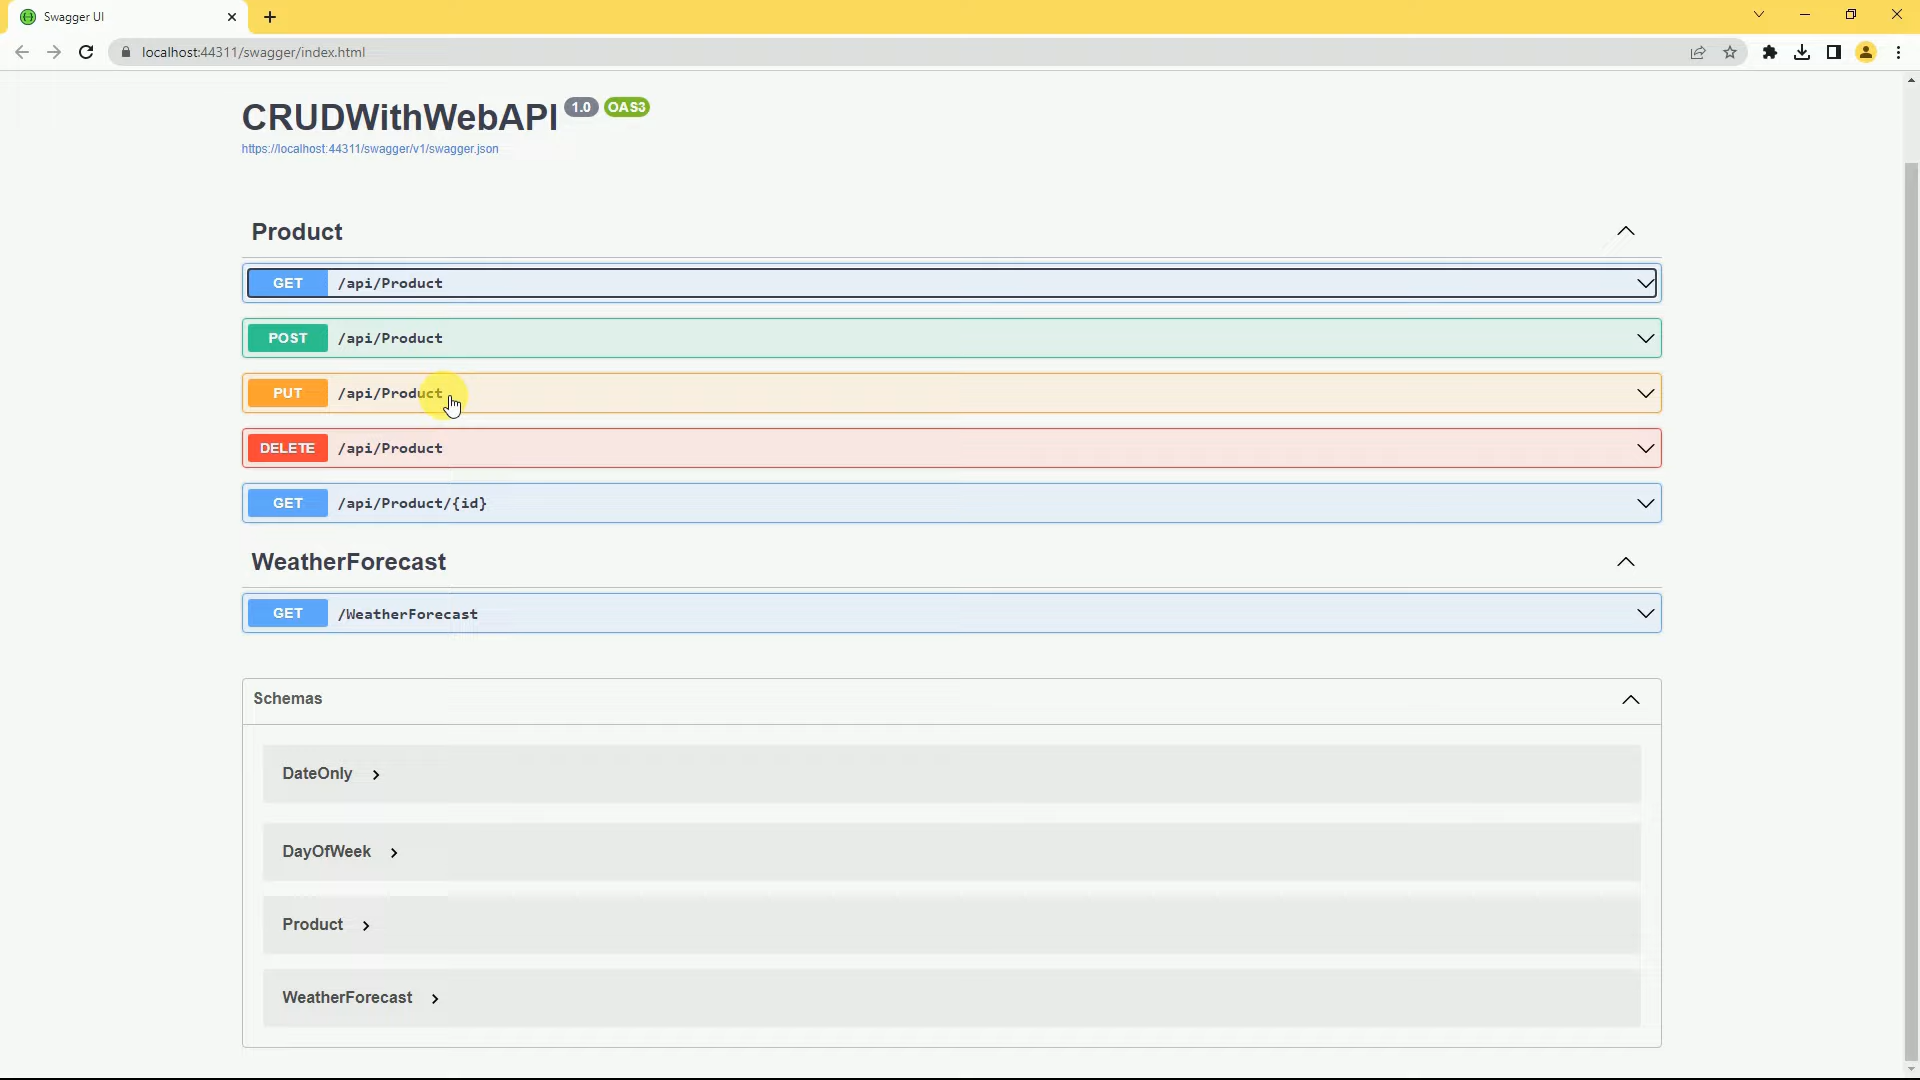 Swagger UI
localhost:44311/swagger/index.html
CRUDWithWebAPI 1.0 OAS3
https://localhost:44311/swagger/v1/swagger.json
Product
GET /api/Product
POST /api/Product
PUT /api/Product
DELETE /api/Product
GET /api/Product/{id}
WeatherForecast
GET /WeatherForecast
Schemas
DateOnly
DayOfWeek
Product
WeatherForecast